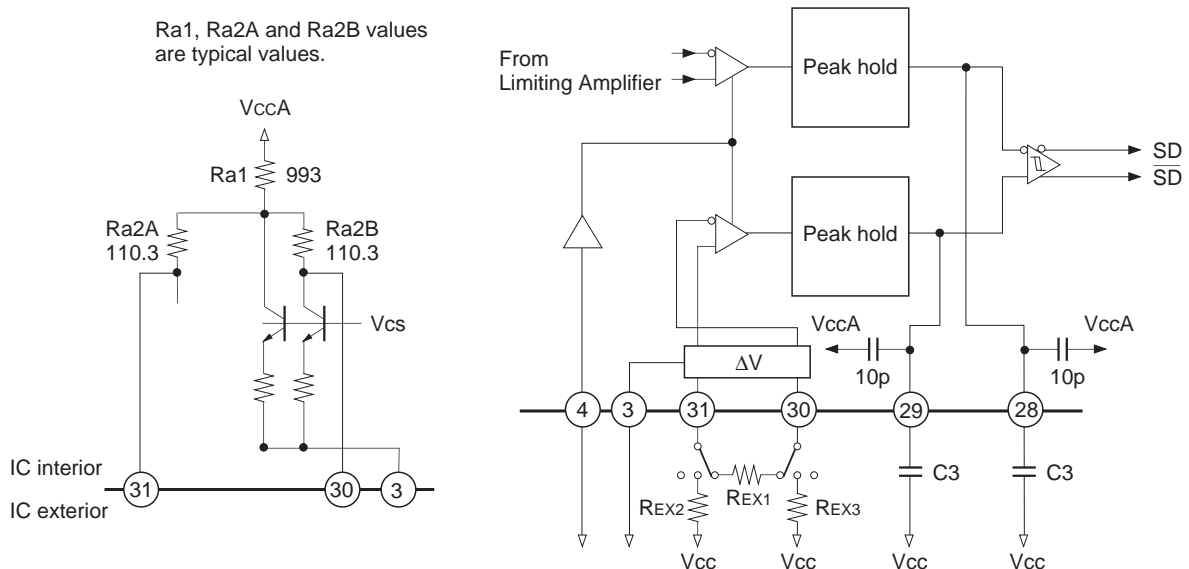 Ra1, Ra2A and Ra2B values
are typical values.
VCCA
Ra1 993
Ra2A
110.3
Ra2B
110.3
Vcs
IC interior
IC exterior
31
30
3
From
Limiting Amplifier
Peak hold
Peak hold
SD
SD
VCCA
10p
VCCA
10p
ΔV
4
3
31
30
29
28
REX1
REX2
REX3
C3
C3
Vcc
Vcc
Vcc
Vcc